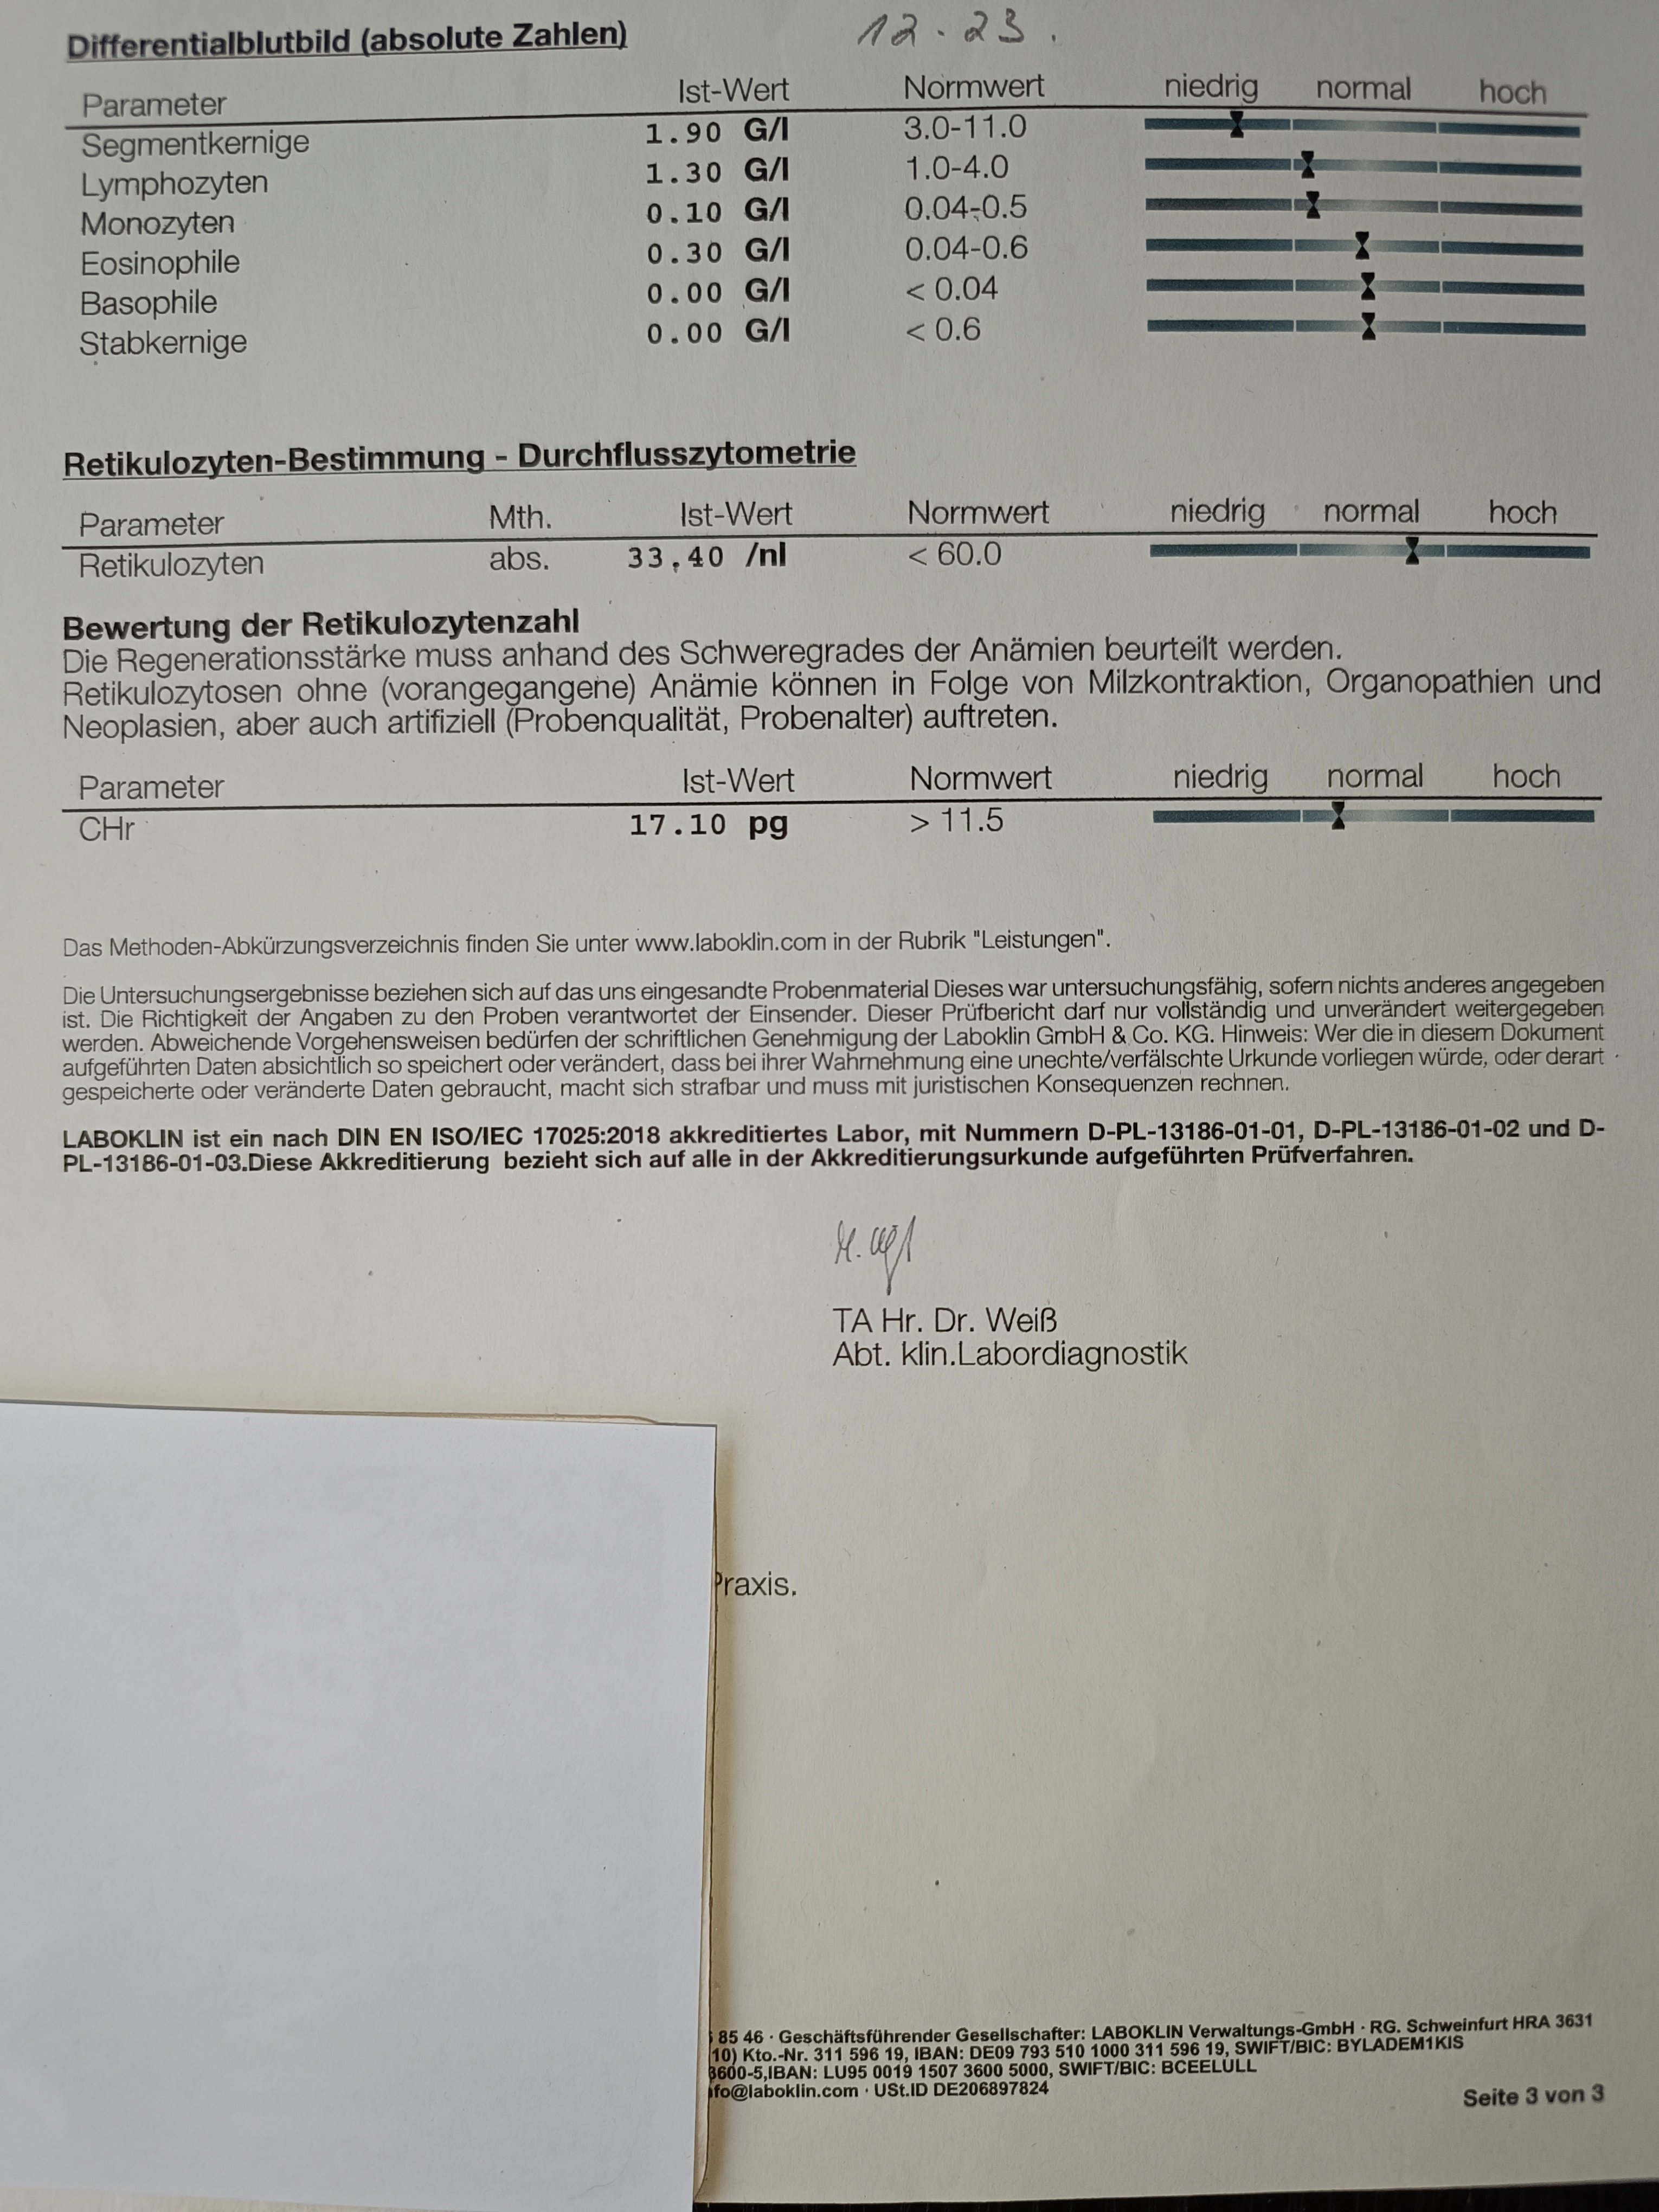 Differentialblutbild (absolute Zahlen) 12.23.
Parameter Ist-Wert Normwert niedrig normal hoch
Segmentkernige 1.90 G/l 3.0-11.0
Lymphozyten 1.30 G/l 1.0-4.0
Monozyten 0.10 G/l 0.04-0.5
Eosinophile 0.30 G/l 0.04-0.6
Basophile 0.00 G/l < 0.04
Stabkernige 0.00 G/l < 0.6
Retikulozyten-Bestimmung - Durchflusszytometrie
Parameter Mth. Ist-Wert Normwert niedrig normal hoch
Retikulozyten abs. 33.40 /nl < 60.0
Bewertung der Retikulozytenzahl
Die Regenerationsstärke muss anhand des Schweregrades der Anämien beurteilt werden.
Retikulozytosen ohne (vorangegangene) Anämie können in Folge von Milzkontraktion, Organopathien und
Neoplasien, aber auch artifiziell (Probenqualität, Probenalter) auftreten.
Parameter Ist-Wert Normwert niedrig normal hoch
CHr 17.10 pg > 11.5
Das Methoden-Abkürzungsverzeichnis finden Sie unter www.laboklin.com in der Rubrik "Leistungen".
Die Untersuchungsergebnisse beziehen sich auf das uns eingesandte Probenmaterial Dieses war untersuchungsfähig, sofern nichts anderes angegeben
ist. Die Richtigkeit der Angaben zu den Proben verantwortet der Einsender. Dieser Prüfbericht darf nur vollständig und unverändert weitergegeben
werden. Abweichende Vorgehensweisen bedürfen der schriftlichen Genehmigung der Laboklin GmbH & Co. KG. Hinweis: Wer die in diesem Dokument
aufgeführten Daten absichtlich so speichert oder verändert, dass bei ihrer Wahrnehmung eine unechte/verfälschte Urkunde vorliegen würde, oder derart
gespeicherte oder veränderte Daten gebraucht, macht sich strafbar und muss mit juristischen Konsequenzen rechnen.
LABOKLIN ist ein nach DIN EN ISO/IEC 17025:2018 akkreditiertes Labor, mit Nummern D-PL-13186-01-01, D-PL-13186-01-02 und D-
PL-13186-01-03.Diese Akkreditierung bezieht sich auf alle in der Akkreditierungsurkunde aufgeführten Prüfverfahren.
TA Hr. Dr. Weiß
Abt. klin.Labordiagnostik
Praxis.
85 46 · Geschäftsführender Gesellschafter: LABOKLIN Verwaltungs-GmbH · RG. Schweinfurt HRA 3631
10) Kto.-Nr. 311 596 19, IBAN: DE09 793 510 1000 311 596 19, SWIFT/BIC: BYLADEM1KIS
3600-5,IBAN: LU95 0019 1507 3600 5000, SWIFT/BIC: BCEELULL
fo@laboklin.com · USt.ID DE206897824
Seite 3 von 3